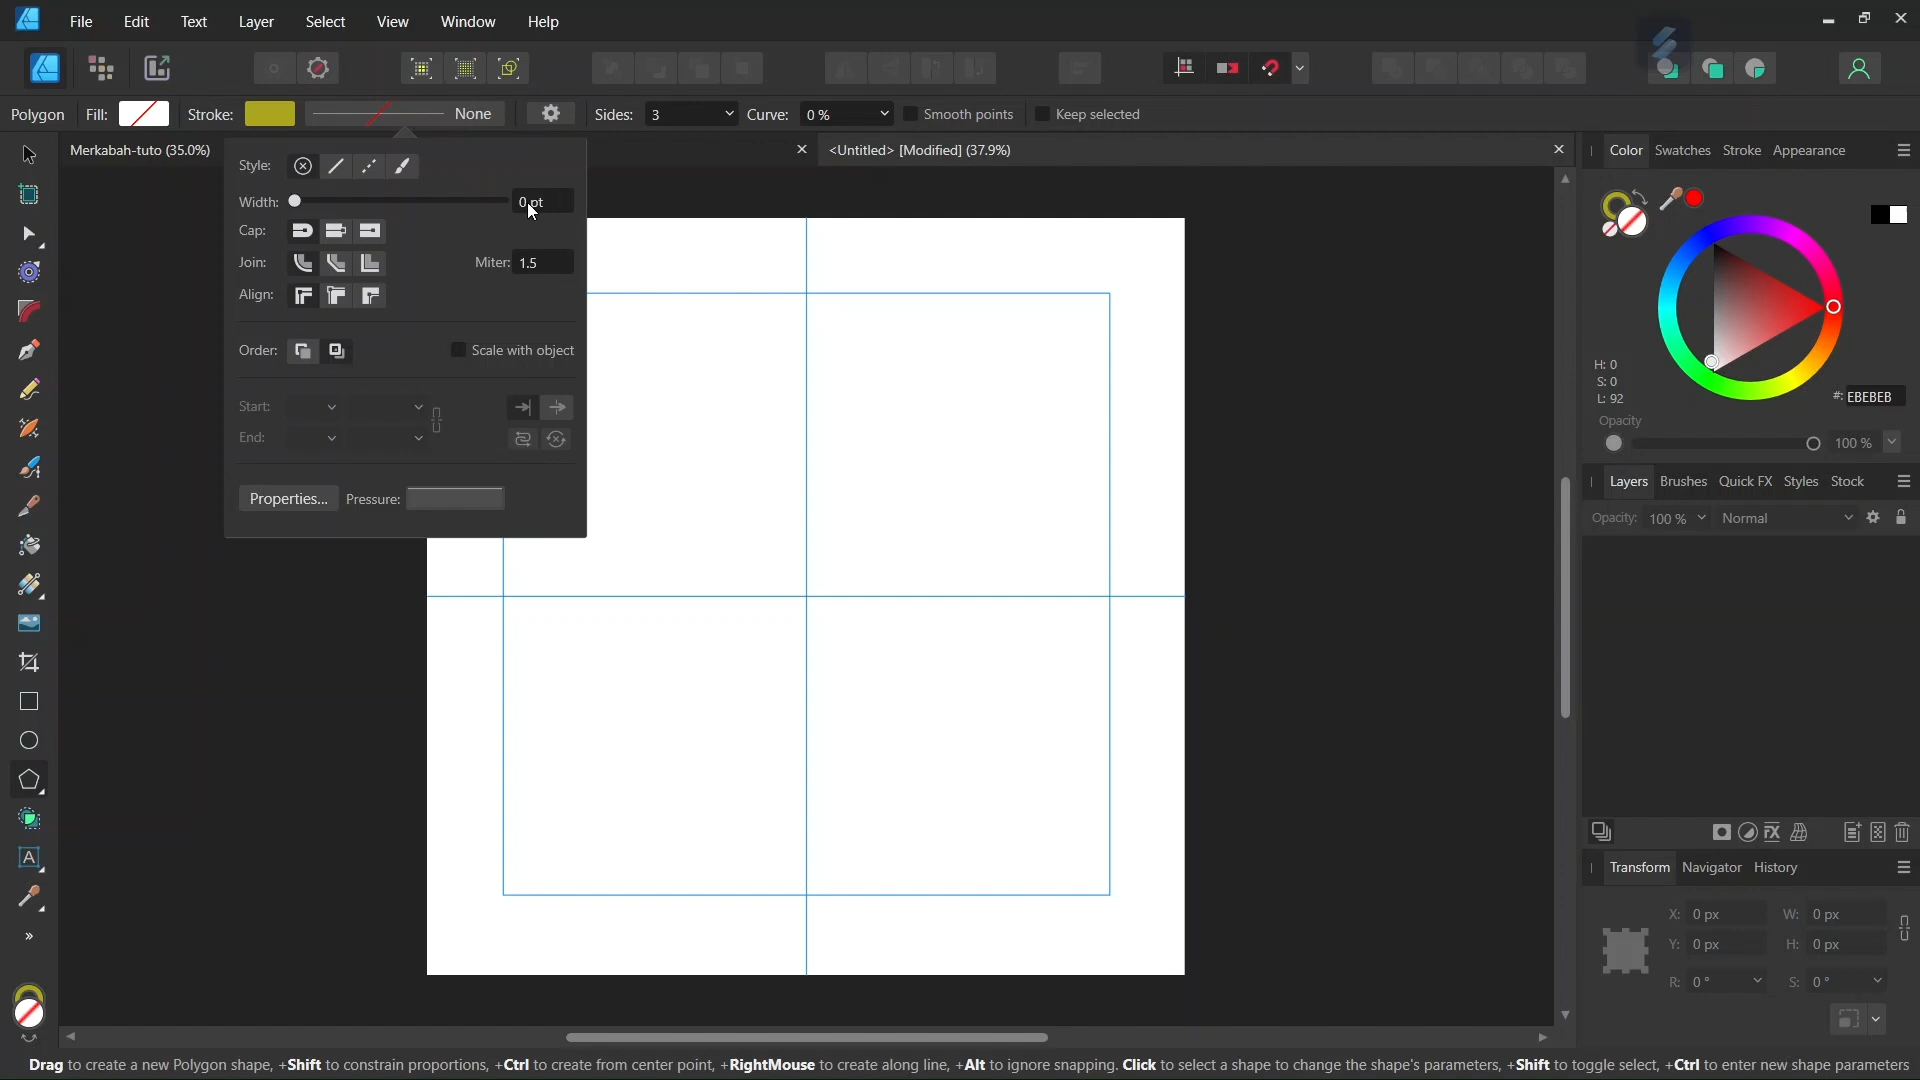 File Edit Text Layer Select View Window Help
Polygon Fill: Stroke: None Sides: 3 Curve: 0 % Smooth points Keep selected
Merkabah-tuto (35.0%) <Untitled> [Modified] (37.9%)
Style:
Width: 0 pt
Cap:
Join: Miter: 1.5
Align:
Order: Scale with object
Start:
End:
Properties... Pressure:
Color Swatches Stroke Appearance
H: 0
S: 0
L: 92
#: EBEBEB
Opacity
100 %
Layers Brushes Quick FX Styles Stock
Opacity: 100 % Normal
Transform Navigator History
X: 0 px W: 0 px
Y: 0 px H: 0 px
R: 0 ° S: 0 °
Drag to create a new Polygon shape, +Shift to constrain proportions, +Ctrl to create from center point, +RightMouse to create along line, +Alt to ignore snapping. Click to select a shape to change the shape's parameters, +Shift to toggle select, +Ctrl to enter new shape parameters